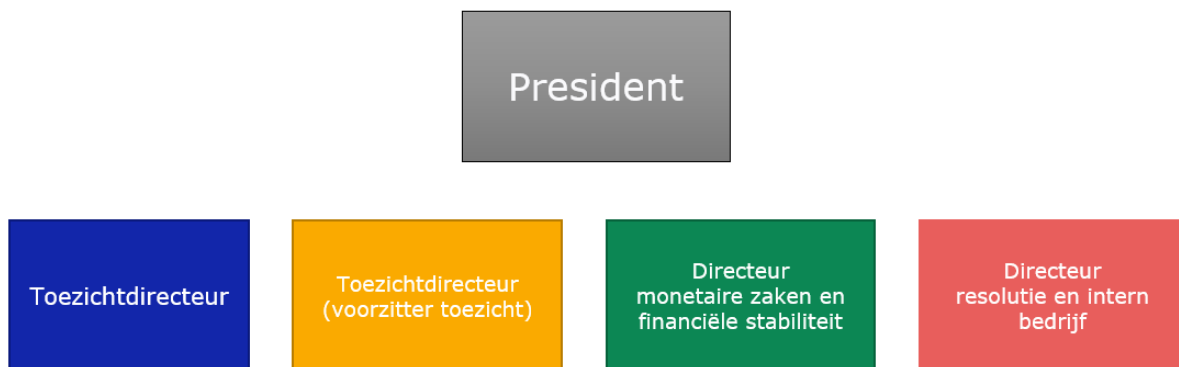 President
Toezichtdirecteur
Toezichtdirecteur
(voorzitter toezicht)
Directeur
monetaire zaken en
financiële stabiliteit
Directeur
resolutie en intern
bedrijf